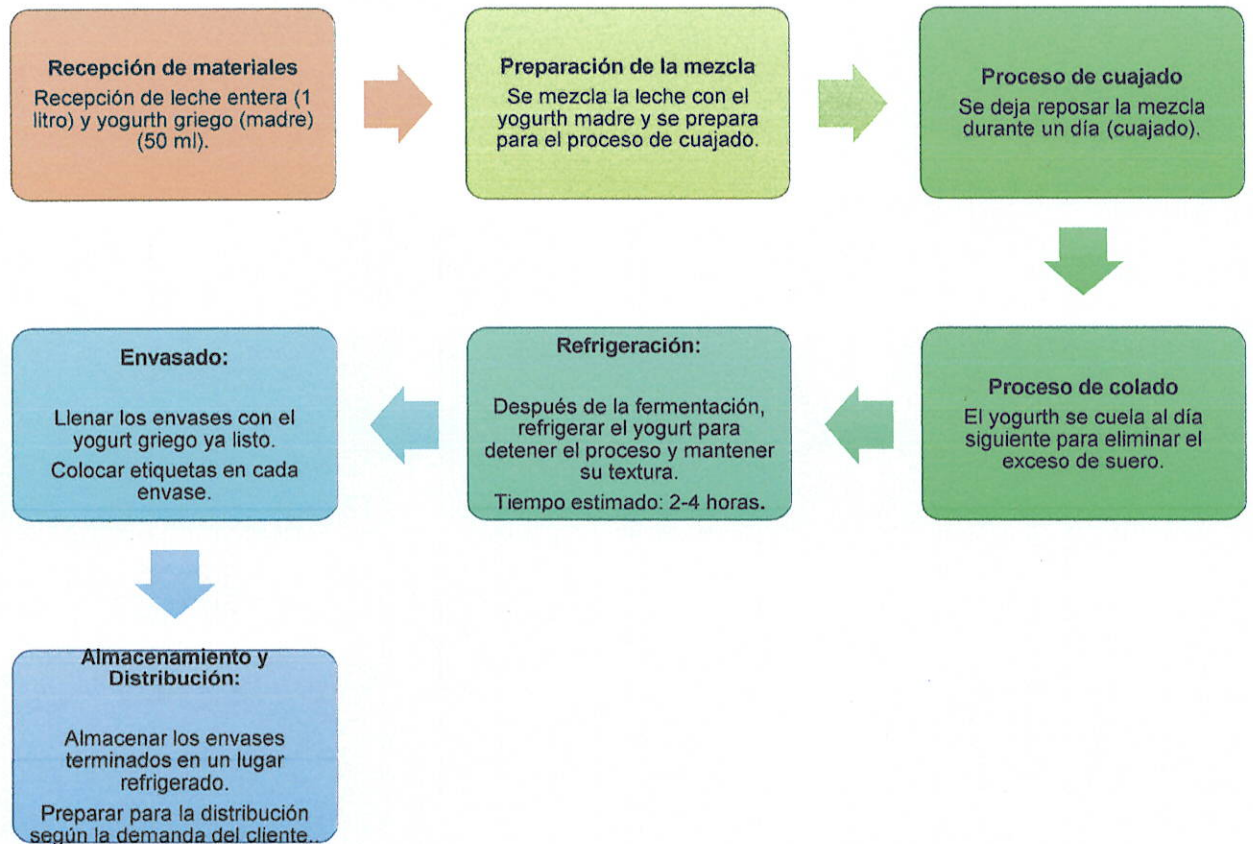 Recepción de materiales
Recepción de leche entera (1
litro) y yogurth griego (madre)
(50 ml).
Preparación de la mezcla
Se mezcla la leche con el
yogurth madre y se prepara
para el proceso de cuajado.
Proceso de cuajado
Se deja reposar la mezcla
durante un día (cuajado).
Proceso de colado
El yogurth se cuela al día
siguiente para eliminar el
exceso de suero.
Refrigeración:
Después de la fermentación,
refrigerar el yogurt para
detener el proceso y mantener
su textura.
Tiempo estimado: 2-4 horas.
Envasado:
Llenar los envases con el
yogurt griego ya listo.
Colocar etiquetas en cada
envase.
Almacenamiento y
Distribución:
Almacenar los envases
terminados en un lugar
refrigerado.
Preparar para la distribución
según la demanda del cliente..